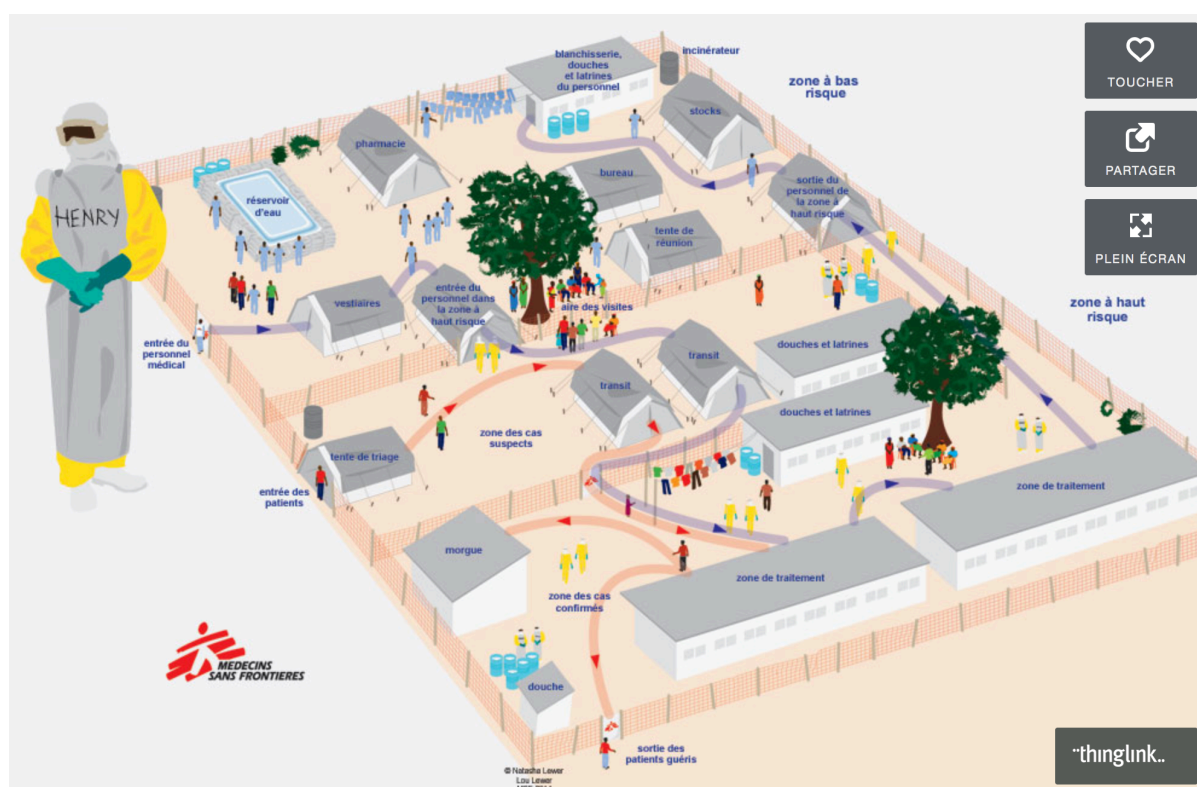 blanchisserie,
douches
et latrines
du personnel
incinérateur
zone à bas
risque
TOUCHER
PARTAGER
PLEIN ÉCRAN
stocks
pharmacie
bureau
sortie du
personnel de
la zone à
haut risque
réservoir
d'eau
HENRY
tente de
réunion
entrée du
personnel dans
la zone à
haut risque
vestiaires
aire des visites
zone à haut
risque
entrée du
personnel
médical
transit
transit
douches et latrines
douches et latrines
zone des cas
suspects
tente de triage
entrée des
patients
zone de traitement
morgue
zone de traitement
zone des cas
confirmés
MEDECINS
SANS FRONTIERES
douche
sortie des
patients guéris
© Natasha Lewer
Lou Lewer
¨thinglink..